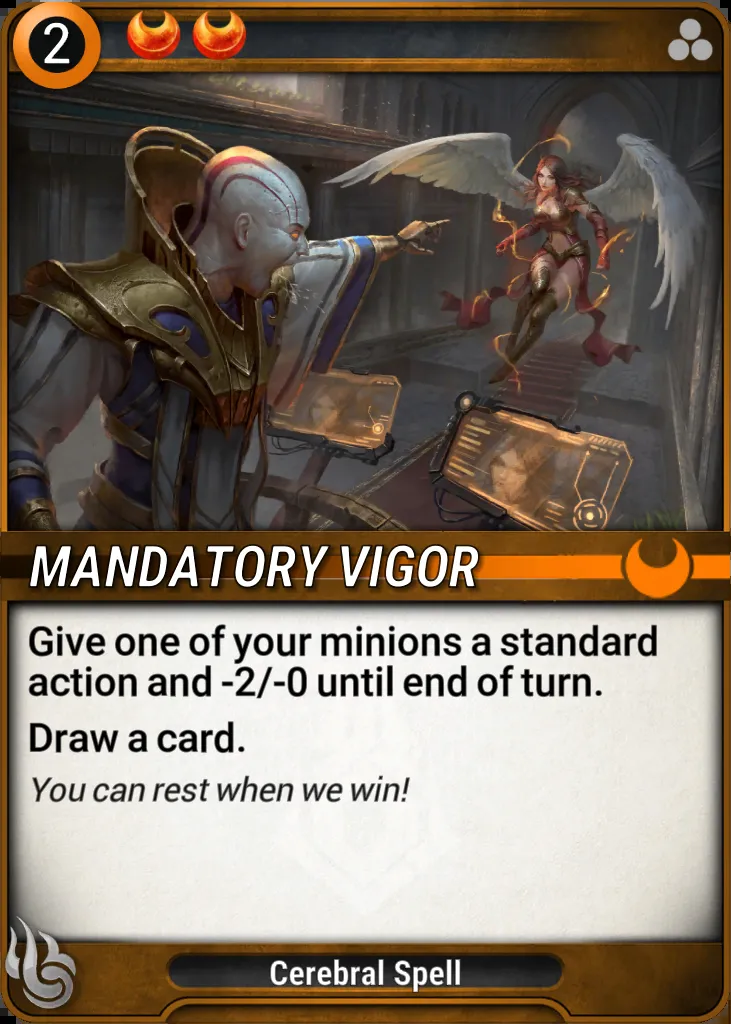 2
MANDATORY VIGOR
Give one of your minions a standard
action and -2/-0 until end of turn.
Draw a card.
You can rest when we win!
Cerebral Spell